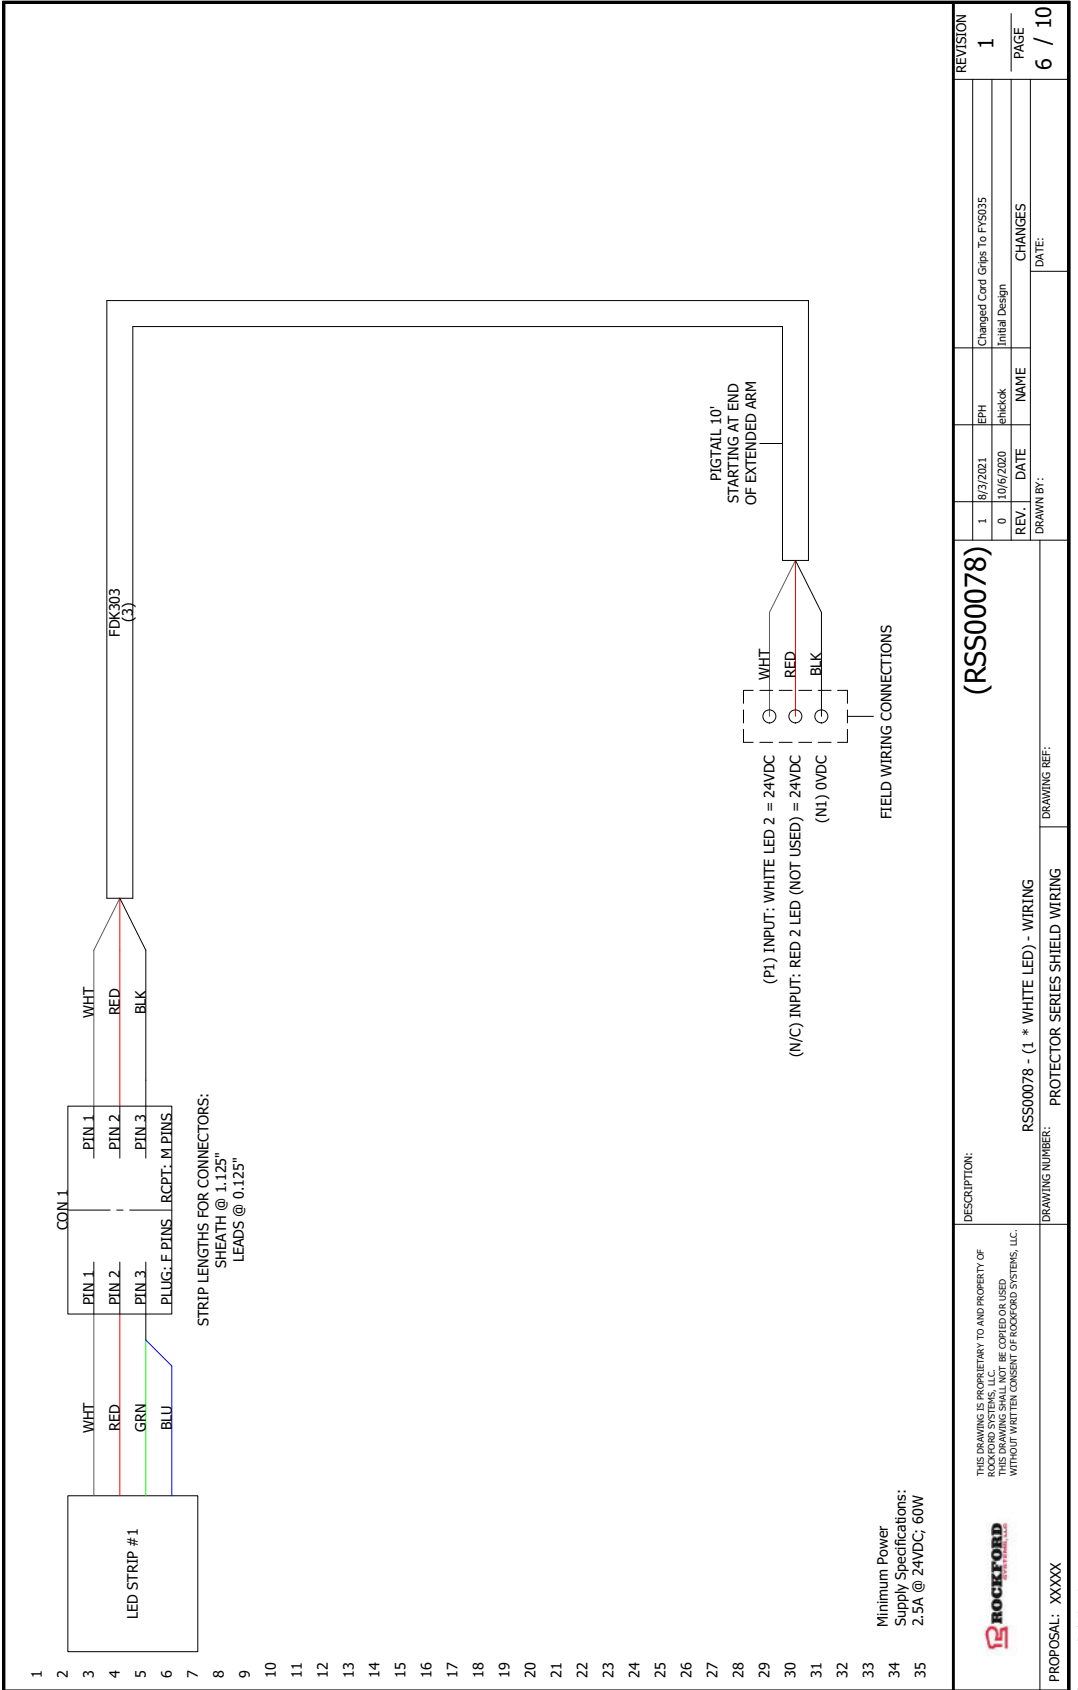 1
2
3
4
5
6
7
8
9
10
11
12
13
14
15
16
17
18
19
20
21
22
23
24
25
26
27
28
29
30
31
32
33
34
35
LED STRIP #1
WHT
RED
GRN
BLU
CON 1
PIN 1
PIN 2
PIN 3
PLUG: F PINS
PIN 1
PIN 2
PIN 3
RCPT: M PINS
STRIP LENGTHS FOR CONNECTORS:
SHEATH @ 1.125"
LEADS @ 0.125"
WHT
RED
BLK
FDK303
(3)
PIGTAIL 10'
STARTING AT END
OF EXTENDED ARM
WHT
RED
BLK
(P1) INPUT: WHITE LED 2 = 24VDC
(N/C) INPUT: RED 2 LED (NOT USED) = 24VDC
(N1) 0VDC
FIELD WIRING CONNECTIONS
Minimum Power
Supply Specifications:
2.5A @ 24VDC; 60W
ROCKFORD
SYSTEMS, LLC
THIS DRAWING IS PROPRIETARY TO AND PROPERTY OF
ROCKFORD SYSTEMS, LLC.
THIS DRAWING SHALL NOT BE COPIED OR USED
WITHOUT WRITTEN CONSENT OF ROCKFORD SYSTEMS, LLC.
PROPOSAL: XXXXX
DESCRIPTION:
(RSS00078)
RSS00078 - (1 * WHITE LED) - WIRING
DRAWING NUMBER:
PROTECTOR SERIES SHIELD WIRING
DRAWING REF:
1 8/3/2021 EPH Changed Cord Grips To FYS035
0 10/6/2020 ehickok Initial Design
REV. DATE NAME CHANGES
DRAWN BY:
DATE:
REVISION
1
PAGE
6 / 10